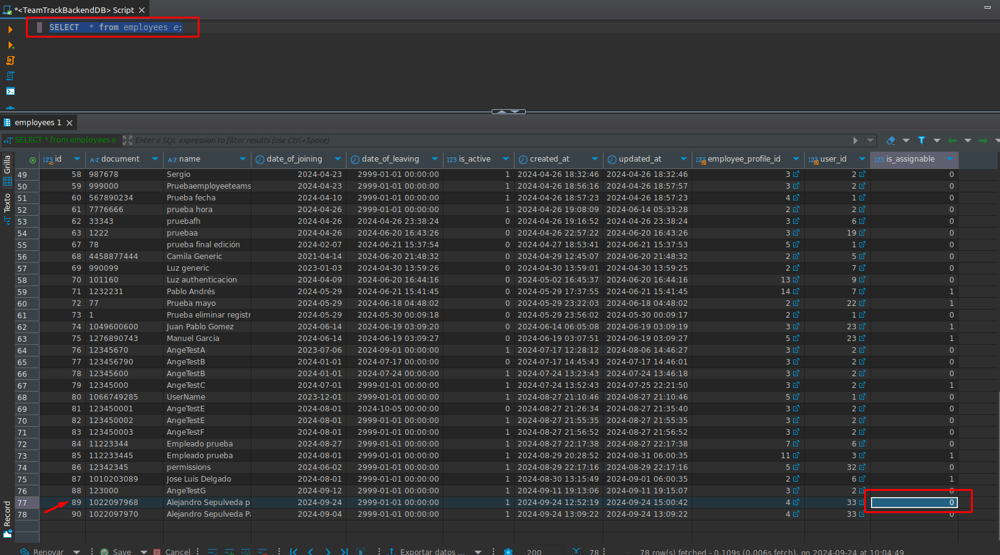 *<TeamTrackBackendDB> Script
SELECT * from employees e;
employees 1
SELECT * from employees e Enter a SQL expression to filter results (use Ctrl+Space)
Grilla
Texto
Record
123 id A-Z document A-Z name date_of_joining date_of_leaving 123 is_active created_at updated_at 123 employee_profile_id 123 user_id 123 is_assignable
49 58 987678 Sergio 2024-04-23 2999-01-01 00:00:00 1 2024-04-26 18:32:46 2024-04-26 18:32:46 3 2 0
50 59 999000 Pruebaemployeeteams 2024-04-23 2999-01-01 00:00:00 1 2024-04-26 18:56:16 2024-04-26 18:57:57 3 2 0
51 60 567890234 Prueba fecha 2024-04-10 2999-01-01 00:00:00 1 2024-04-26 18:57:23 2024-04-26 18:57:23 4 1 0
52 61 7776666 prueba hora 2024-04-26 2999-01-01 00:00:00 1 2024-04-26 19:08:09 2024-06-14 05:33:28 2 2 0
53 62 33343 pruebafh 2024-04-26 2024-04-26 23:38:24 0 2024-04-26 19:16:52 2024-04-26 23:38:24 3 6 0
54 63 1222 pruebaa 2024-04-26 2024-06-20 16:43:26 0 2024-04-26 22:57:22 2024-06-20 16:43:26 3 19 0
55 67 78 prueba final edición 2024-02-07 2024-06-21 15:37:54 0 2024-04-27 18:53:41 2024-06-21 15:37:53 5 1 0
56 68 4458877444 Camila Generic 2021-04-14 2024-06-20 21:48:32 0 2024-04-29 12:45:07 2024-06-20 21:48:32 2 5 0
57 69 990099 Luz generic 2023-01-03 2024-04-30 13:59:26 0 2024-04-30 13:59:01 2024-04-30 13:59:25 2 7 0
58 70 101160 Luz authenticacion 2024-04-09 2024-06-20 16:44:16 0 2024-05-02 16:45:37 2024-06-20 16:44:16 13 9 0
59 71 1232231 Pablo Andrés 2024-05-29 2024-06-21 15:41:45 0 2024-05-29 17:37:55 2024-06-21 15:41:45 14 7 1
60 72 77 Prueba mayo 2024-05-29 2024-06-18 04:48:02 0 2024-05-29 23:22:03 2024-06-18 04:48:02 2 22 1
61 73 1 Prueba eliminar registr 2024-05-29 2024-05-30 00:09:18 0 2024-05-29 23:56:02 2024-05-30 00:09:17 2 1 0
62 74 1049600600 Juan Pablo Gomez 2024-06-14 2024-06-19 03:09:20 0 2024-06-14 06:05:08 2024-06-19 03:09:19 3 23 1
63 75 1276890743 Manuel Garcia 2024-06-14 2024-06-19 03:09:27 0 2024-06-19 03:07:51 2024-06-19 03:09:27 5 23 1
64 76 12345670 AngeTestA 2023-07-06 2024-09-01 00:00:00 1 2024-07-17 12:28:12 2024-08-06 14:46:27 3 2 0
65 77 123456790 AngeTestB 2024-01-01 2024-07-17 00:00:00 0 2024-07-17 14:45:43 2024-07-17 14:46:01 3 2 0
66 78 12345600 AngeTestB 2024-01-01 2024-07-24 00:00:00 1 2024-07-24 13:23:43 2024-07-24 13:46:18 3 2 0
67 79 12345000 AngeTestC 2024-07-01 2999-01-01 00:00:00 1 2024-07-24 13:52:43 2024-07-25 22:21:50 3 2 1
68 80 1066749285 UserName 2023-12-01 2999-01-01 00:00:00 1 2024-08-27 21:10:46 2024-08-27 21:10:46 5 1 0
69 81 123450001 AngeTestE 2024-08-01 2024-10-05 00:00:00 0 2024-08-27 21:26:34 2024-08-27 21:35:40 3 2 0
70 82 123450002 AngeTestE 2024-08-01 2999-01-01 00:00:00 1 2024-08-27 21:55:35 2024-08-27 21:55:35 3 2 0
71 83 123450003 AngeTestF 2024-08-01 2999-01-01 00:00:00 1 2024-08-27 21:56:52 2024-08-27 21:56:52 3 2 0
72 84 11223344 Empleado prueba 2024-08-27 2999-01-01 00:00:00 1 2024-08-27 22:17:38 2024-08-27 22:17:38 7 6 0
73 85 112233445 Empleado prueba 2024-08-01 2999-01-01 00:00:00 1 2024-08-29 20:28:52 2024-08-31 06:00:35 11 3 1
74 86 12342345 permissions 2024-06-02 2999-01-01 00:00:00 1 2024-08-29 22:17:16 2024-08-29 22:17:16 5 32 0
75 87 1010203089 Jose Luis Delgado 2024-08-01 2999-01-01 00:00:00 1 2024-08-30 13:15:49 2024-09-01 06:00:35 2 6 1
76 88 123000 AngeTestG 2024-09-12 2999-01-01 00:00:00 1 2024-09-11 19:13:06 2024-09-11 19:15:07 3 2 0
77 89 1022097968 Alejandro Sepulveda p 2024-09-24 2999-01-01 00:00:00 1 2024-09-24 12:52:19 2024-09-24 15:00:42 4 33 0
78 90 1022097970 Alejandro Sepulveda Pa 2024-09-04 2999-01-01 00:00:00 1 2024-09-24 13:09:22 2024-09-24 13:09:22 4 33 0
Renovar Save Cancel Exportar datos ... 200 78 78 row(s) fetched - 0,109s (0,006s fetch), on 2024-09-24 at 10:04:49